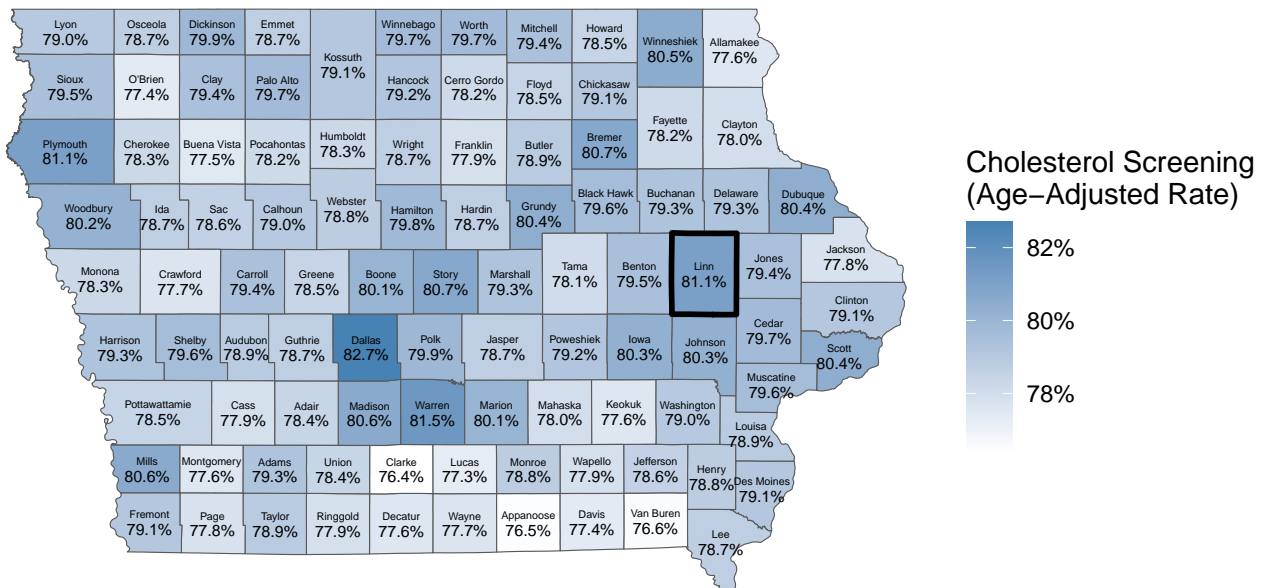 Lyon
79.0%
Osceola
78.7%
Dickinson
79.9%
Emmet
78.7%
Kossuth
79.1%
Winnebago
79.7%
Worth
79.7%
Mitchell
79.4%
Howard
78.5%
Winneshiek
80.5%
Allamakee
77.6%
Sioux
79.5%
O'Brien
77.4%
Clay
79.4%
Palo Alto
79.7%
Hancock
79.2%
Cerro Gordo
78.2%
Floyd
78.5%
Chickasaw
79.1%
Fayette
78.2%
Clayton
78.0%
Plymouth
81.1%
Cherokee
78.3%
Buena Vista
77.5%
Pocahontas
78.2%
Humboldt
78.3%
Wright
78.7%
Franklin
77.9%
Butler
78.9%
Bremer
80.7%
Woodbury
80.2%
Ida
78.7%
Sac
78.6%
Calhoun
79.0%
Webster
78.8%
Hamilton
79.8%
Hardin
78.7%
Grundy
80.4%
Black Hawk
79.6%
Buchanan
79.3%
Delaware
79.3%
Dubuque
80.4%
Monona
78.3%
Crawford
77.7%
Carroll
79.4%
Greene
78.5%
Boone
80.1%
Story
80.7%
Marshall
79.3%
Tama
78.1%
Benton
79.5%
Linn
81.1%
Jones
79.4%
Jackson
77.8%
Clinton
79.1%
Harrison
79.3%
Shelby
79.6%
Audubon
78.9%
Guthrie
78.7%
Dallas
82.7%
Polk
79.9%
Jasper
78.7%
Poweshiek
79.2%
Iowa
80.3%
Johnson
80.3%
Cedar
79.7%
Scott
80.4%
Muscatine
79.6%
Pottawattamie
78.5%
Cass
77.9%
Adair
78.4%
Madison
80.6%
Warren
81.5%
Marion
80.1%
Mahaska
78.0%
Keokuk
77.6%
Washington
79.0%
Louisa
78.9%
Mills
80.6%
Montgomery
77.6%
Adams
79.3%
Union
78.4%
Clarke
76.4%
Lucas
77.3%
Monroe
78.8%
Wapello
77.9%
Jefferson
78.6%
Henry
78.8%
Des Moines
79.1%
Fremont
79.1%
Page
77.8%
Taylor
78.9%
Ringgold
77.9%
Decatur
77.6%
Wayne
77.7%
Appanoose
76.5%
Davis
77.4%
Van Buren
76.6%
Lee
78.7%
Cholesterol Screening
(Age−Adjusted Rate)
82%
80%
78%